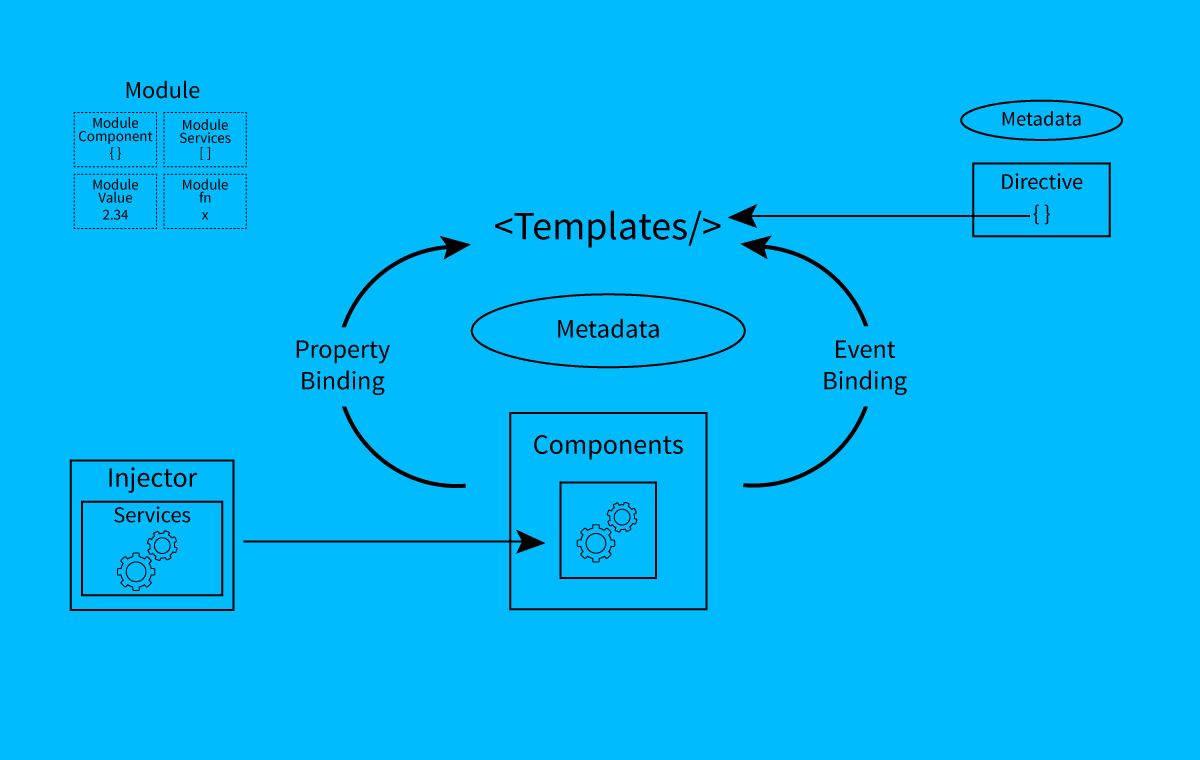 Module
Module
Component
{ }
Module
Services
[ ]
Module
Value
2.34
Module
fn
x
Metadata
Directive
{ }
<Templates/>
Metadata
Property
Binding
Event
Binding
Components
Injector
Services